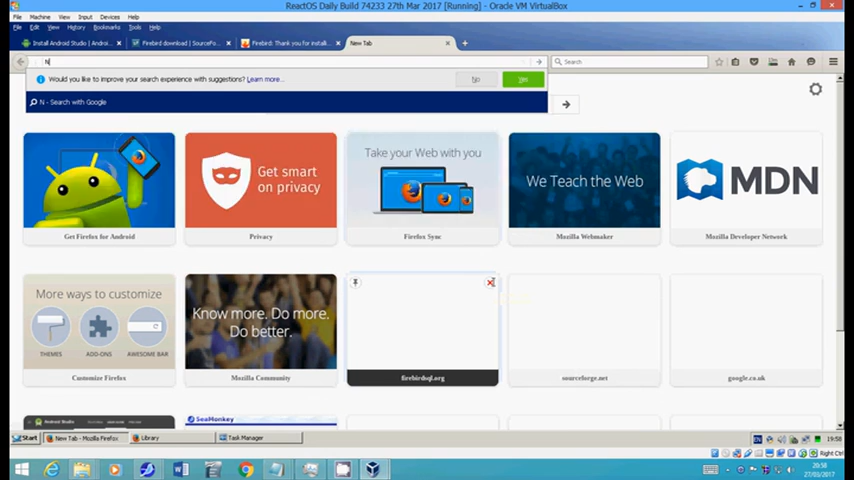 ReactOS Daily Build 74233 27th Mar 2017 [Running] - Oracle VM VirtualBox
File Machine View Input Devices Help
File Edit View History Bookmarks Tools Help
Install Android Studio | Androi... Firebird download | SourceFo... Firebird: Thank you for install... New Tab
N Search
Would you like to improve your search experience with suggestions? Learn more... No Yes
N - Search with Google
Get smart on privacy
Take your Web with you
We Teach the Web
MDN
Get Firefox for Android Privacy Firefox Sync Mozilla Webmaker Mozilla Developer Network
More ways to customize
THEMES ADD-ONS AWESOME BAR
Know more. Do more.
Do better.
Customize Firefox Mozilla Community firebirdsql.org sourceforge.net google.co.uk
Android Studio
SeaMonkey
Start New Tab - Mozilla Firefox Library Task Manager EN 19:58
Right Ctrl
20:58
27/03/2017